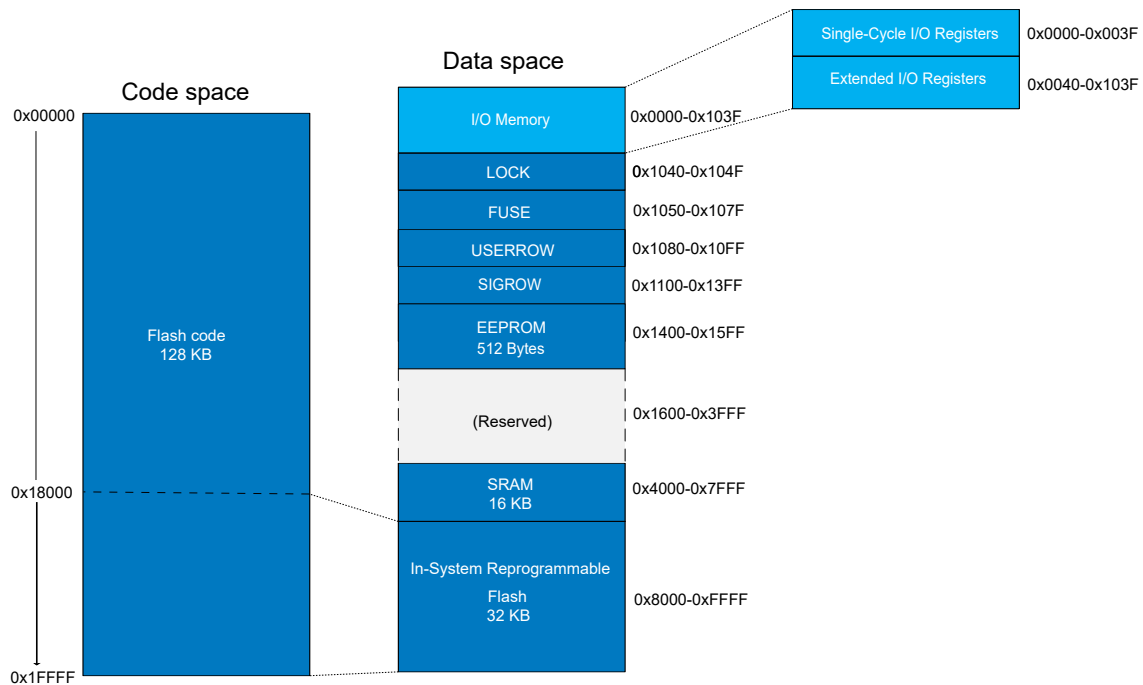 Code space
0x00000
Flash code
128 KB
0x18000
0x1FFFF
Data space
I/O Memory
0x0000-0x103F
LOCK
0x1040-0x104F
FUSE
0x1050-0x107F
USERROW
0x1080-0x10FF
SIGROW
0x1100-0x13FF
EEPROM
512 Bytes
0x1400-0x15FF
(Reserved)
0x1600-0x3FFF
SRAM
16 KB
0x4000-0x7FFF
In-System Reprogrammable
Flash
32 KB
0x8000-0xFFFF
Single-Cycle I/O Registers
0x0000-0x003F
Extended I/O Registers
0x0040-0x103F